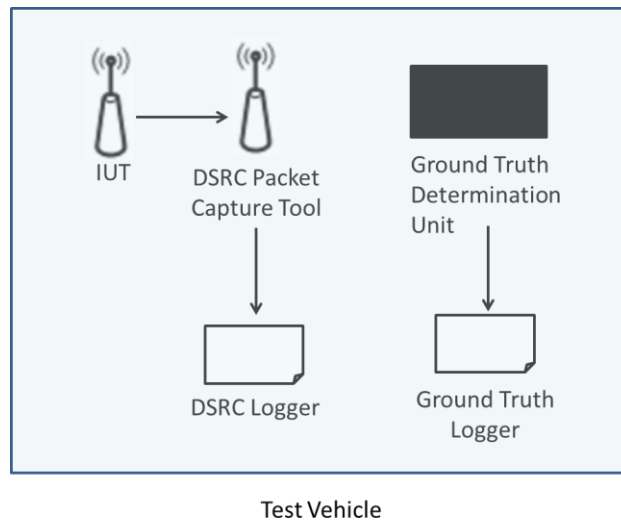 IUT
DSRC Packet
Capture Tool
Ground Truth
Determination
Unit
DSRC Logger
Ground Truth
Logger
Test Vehicle